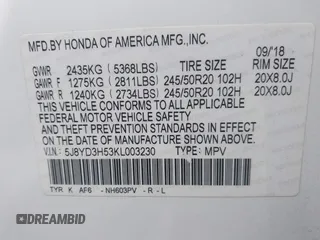 MFD.BY HONDA OF AMERICA MFG.,INC.
09/'18
TIRE SIZE RIM SIZE
GVWR 2435KG (5368LBS)
GAWR F 1275KG (2811LBS) 245/50R20 102H 20X8.0J
GAWR R 1240KG (2734LBS) 245/50R20 102H 20X8.0J
THIS VEHICLE CONFORMS TO ALL APPLICABLE
FEDERAL MOTOR VEHICLE SAFETY
AND THEFT PREVENTION STANDARDS IN EFFECT
ON THE DATE OF MANUFACTURE SHOWN ABOVE.
V.I.N.: 5J8YD3H53KL003230 TYPE: MPV
TYR K AF6 -NH603PV -R -L
DREAMBID